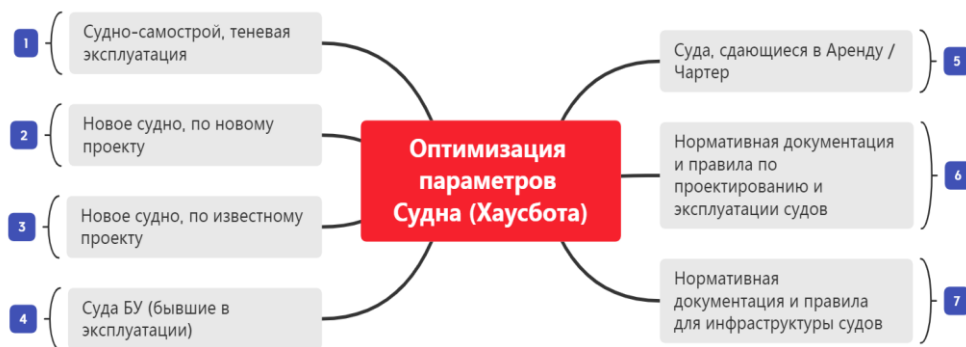 1
Судно-самострой, теневая
эксплуатация
2
Новое судно, по новому
проекту
3
Новое судно, по известному
проекту
4
Суда БУ (бывшие в
эксплуатации)
Оптимизация
параметров
Судна (Хаусбота)
Суда, сдающиеся в Аренду /
Чартер
5
Нормативная документация
и правила по
проектированию и
эксплуатации судов
6
Нормативная
документация и правила
для инфраструктуры судов
7